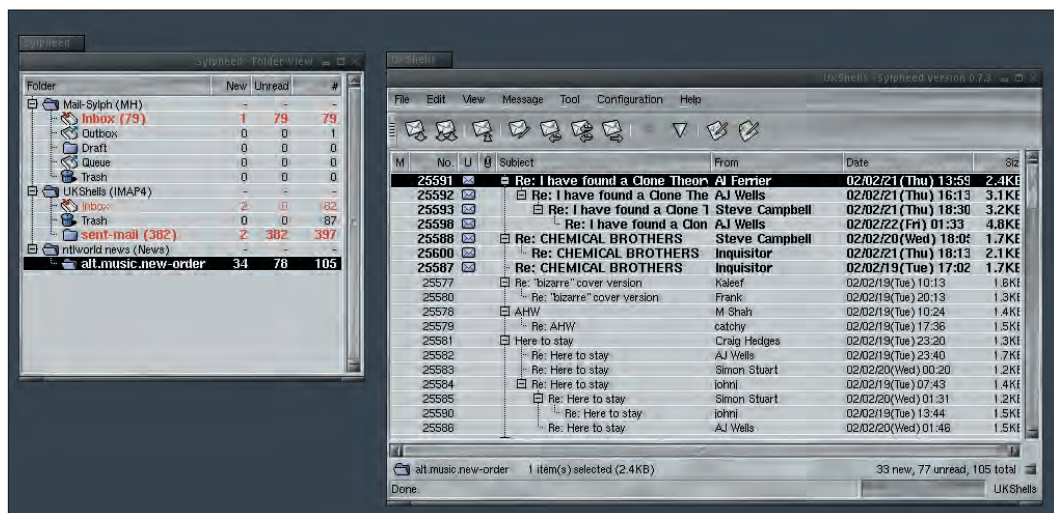 Sylpheed
Sylpheed - Folder View
Folder New Unread #
Mail-Sylph (MH) - - -
Inbox (79) 1 79 79
Outbox 0 0 1
Draft 0 0 0
Queue 0 0 0
Trash 0 0 0
UKShells (IMAP4) - - -
Inbox 2 82
Trash 0 0 87
sent-mail (382) 2 382 397
ntlworld news (News) - - -
alt.music.new-order 34 78 105
UKShells
UKShells - Sylpheed version 0.7.3
File Edit View Message Tool Configuration Help
M No. U Subject From Date Siz
25591 Re: I have found a Clone Theory Al Ferrier 02/02/21(Thu) 13:59 2.4KE
25592 Re: I have found a Clone The AJ Wells 02/02/21(Thu) 16:13 3.1KE
25593 Re: I have found a Clone T Steve Campbell 02/02/21(Thu) 18:30 3.2KE
25598 Re: I have found a Clon AJ Wells 02/02/22(Fri) 01:33 4.8KE
25588 Re: CHEMICAL BROTHERS Steve Campbell 02/02/20(Wed) 18:05 1.7KE
25600 Re: CHEMICAL BROTHERS Inquisitor 02/02/21(Thu) 18:13 2.1KE
25587 Re: CHEMICAL BROTHERS Inquisitor 02/02/19(Tue) 17:02 1.7KE
25577 Re: "bizarre" cover version Kaleef 02/02/19(Tue) 10:13 1.6KE
25580 Re: "bizarre" cover version Frank 02/02/19(Tue) 20:13 1.3KE
25578 AHW M Shah 02/02/19(Tue) 10:24 1.4KE
25579 Re: AHW catchy 02/02/19(Tue) 17:36 1.5KE
25581 Here to stay Craig Hedges 02/02/19(Tue) 23:20 1.3KE
25582 Re: Here to stay AJ Wells 02/02/19(Tue) 23:40 1.7KE
25583 Re: Here to stay Simon Stuart 02/02/20(Wed) 00:20 1.2KE
25584 Re: Here to stay johnj 02/02/19(Tue) 07:43 1.4KE
25585 Re: Here to stay Simon Stuart 02/02/20(Wed) 01:31 1.2KE
25590 Re: Here to stay johnj 02/02/19(Tue) 13:44 1.5KE
25586 Re: Here to stay AJ Wells 02/02/20(Wed) 01:46 1.5KE
alt.music.new-order 1 item(s) selected (2.4KB) 33 new, 77 unread, 105 total
Done. UKShells